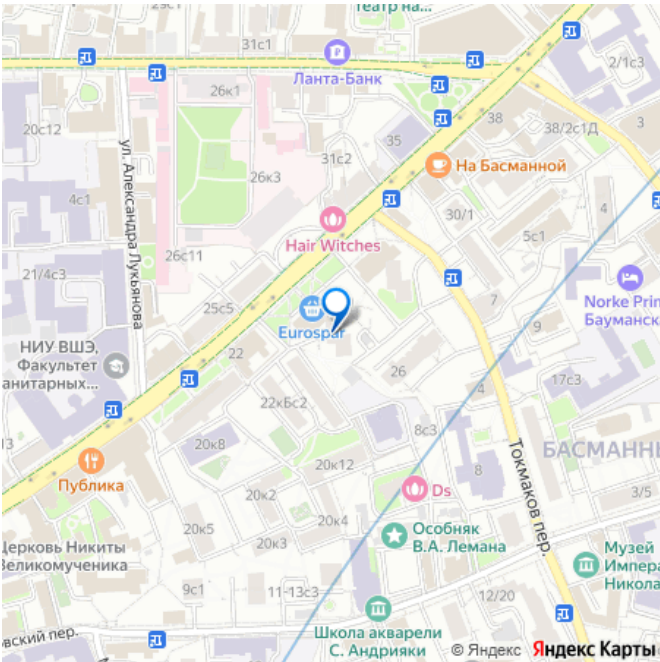 театр на...
31с1
Ланта-Банк
2/1с3
26к1
20с12
31с2
35
38
38/2с1Д
3
На Басманной
ул. Александра Лукьянова
26к3
4с1
4
30/1
Hair Witches
5с1
26с11
21/4с3
25с5
Eurospar
7
Norke Prim
Бауманска
9
НИУ ВШЭ,
Факультет
анитарных...
22
26
4
17с3
22кБс2
8с3
БАСМАННЫ
20к8
13
Публика
20к12
8
Токмаков пер.
20к2
Ds
3/5
20к5
20к4
20к3
Особняк
В.А. Лемана
Церковь Никиты
Великомученика
Музей
Импера
Никола
9с1
11-13с3
12/20
овский пер.
Школа акварели
С. Андрияки
© Яндекс Яндекс Карты